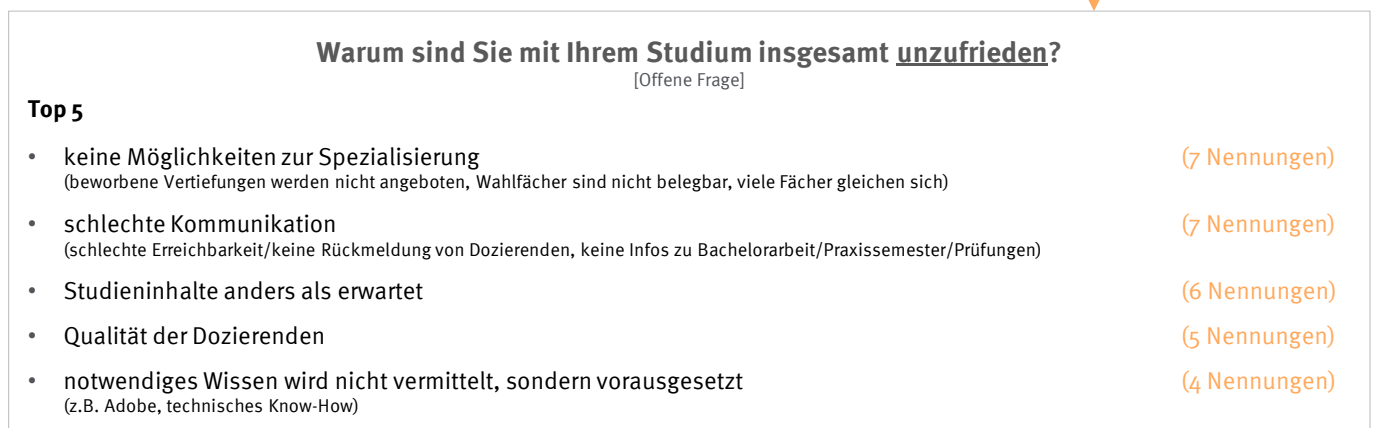 Warum sind Sie mit Ihrem Studium insgesamt unzufrieden?
[Offene Frage]
Top 5
• keine Möglichkeiten zur Spezialisierung (7 Nennungen)
(beworbene Vertiefungen werden nicht angeboten, Wahlfächer sind nicht belegbar, viele Fächer gleichen sich)
• schlechte Kommunikation (7 Nennungen)
(schlechte Erreichbarkeit/keine Rückmeldung von Dozierenden, keine Infos zu Bachelorarbeit/Praxissemester/Prüfungen)
• Studieninhalte anders als erwartet (6 Nennungen)
• Qualität der Dozierenden (5 Nennungen)
• notwendiges Wissen wird nicht vermittelt, sondern vorausgesetzt (4 Nennungen)
(z.B. Adobe, technisches Know-How)